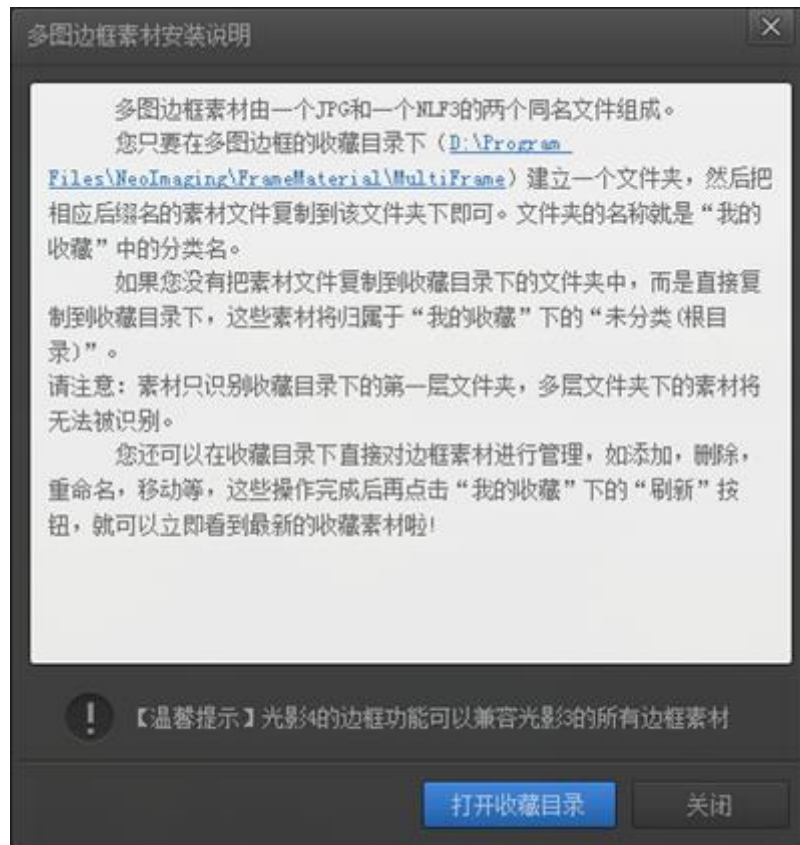 多图边框素材安装说明
多图边框素材由一个JPG和一个NLF3的两个同名文件组成。
您只要在多图边框的收藏目录下（D:\Program
Files\NeoImaging\FrameMaterial\MultiFrame）建立一个文件夹，然后把
相应后缀名的素材文件复制到该文件夹下即可。文件夹的名称就是“我的
收藏”中的分类名。
如果您没有把素材文件复制到收藏目录下的文件夹中，而是直接复
制到收藏目录下，这些素材将归属于“我的收藏”下的“未分类(根目
录)”。
请注意：素材只识别收藏目录下的第一层文件夹，多层文件夹下的素材将
无法被识别。
您还可以在收藏目录下直接对边框素材进行管理，如添加，删除，
重命名，移动等，这些操作完成后再点击“我的收藏”下的“刷新”按
钮，就可以立即看到最新的收藏素材啦!
【温馨提示】光影4的边框功能可以兼容光影3的所有边框素材
打开收藏目录
关闭